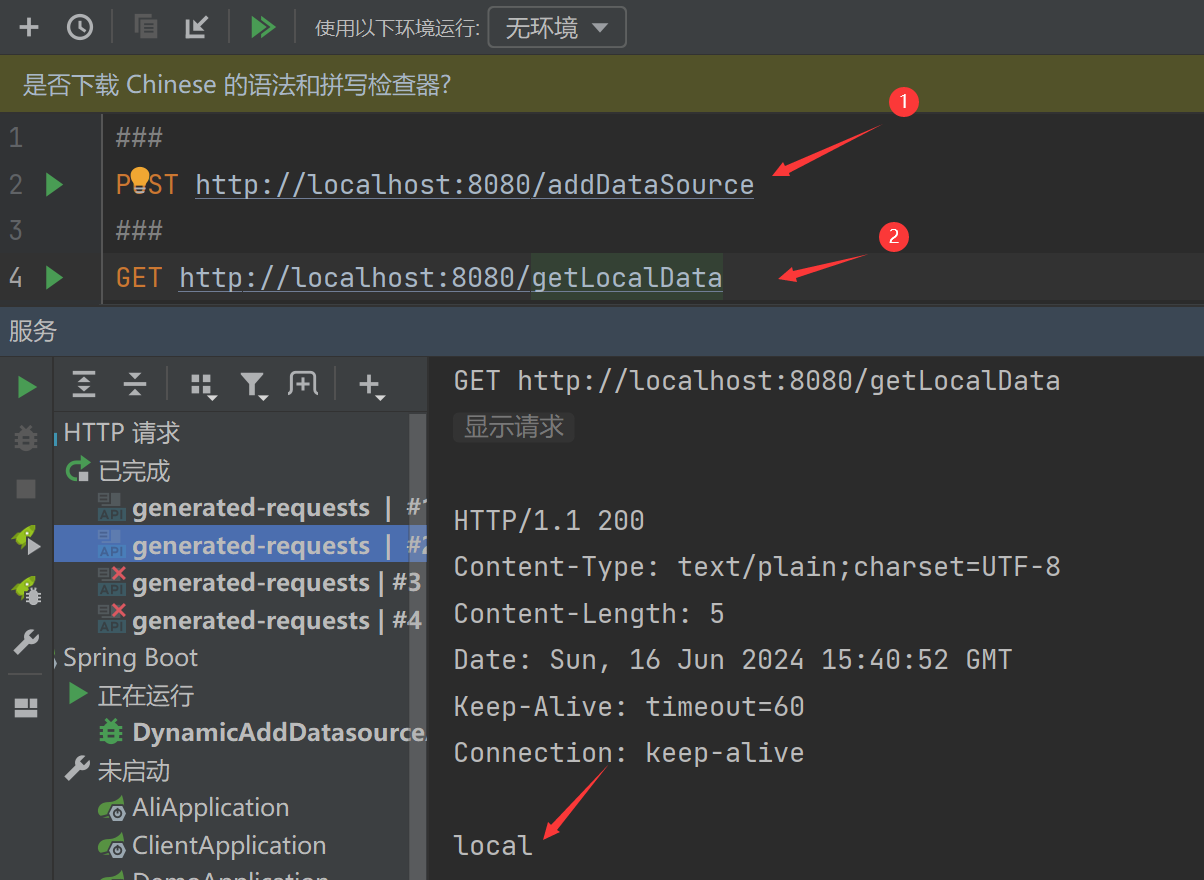 使用以下环境运行: 无环境
是否下载 Chinese 的语法和拼写检查器?
1
1 ###
2 POST http://localhost:8080/addDataSource
3 ###
2
4 GET http://localhost:8080/getLocalData
服务
HTTP 请求
已完成
API generated-requests | #1
API generated-requests | #2
API generated-requests | #3
API generated-requests | #4
Spring Boot
正在运行
DynamicAddDatasource
未启动
AliApplication
ClientApplication
DemoApplication
GET http://localhost:8080/getLocalData
显示请求
HTTP/1.1 200
Content-Type: text/plain;charset=UTF-8
Content-Length: 5
Date: Sun, 16 Jun 2024 15:40:52 GMT
Keep-Alive: timeout=60
Connection: keep-alive
local